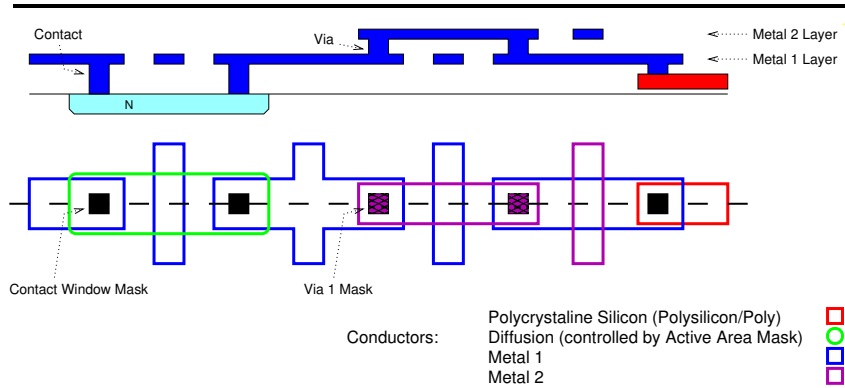 Contact
Via
Metal 2 Layer
Metal 1 Layer
N
Contact Window Mask
Via 1 Mask
Conductors:
Polycrystaline Silicon (Polysilicon/Poly)
Diffusion (controlled by Active Area Mask)
Metal 1
Metal 2